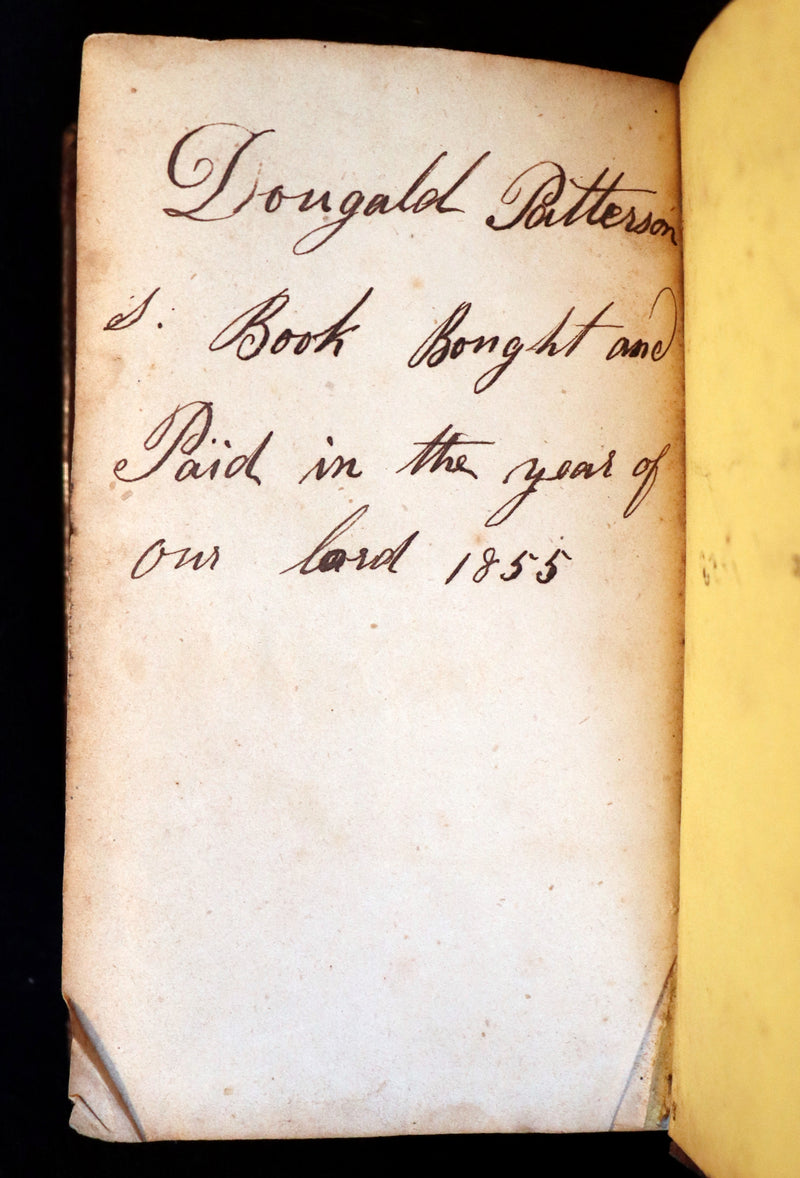 Dougald Patterson
s. Book Bought and
Paid in the year of
our lord 1855